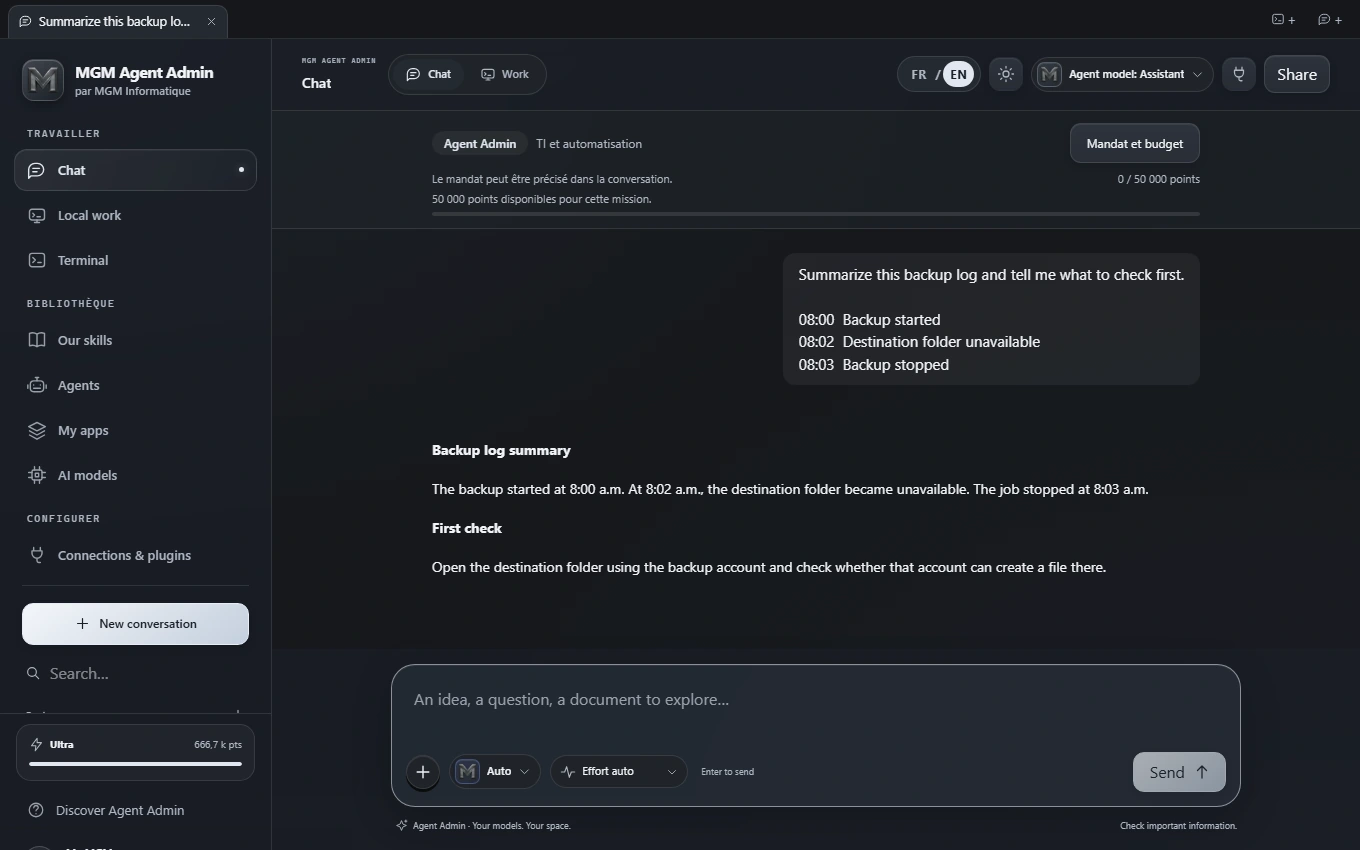 Summarize this backup lo...
MGM Agent Admin
par MGM Informatique
TRAVAILLER
Chat
Local work
Terminal
BIBLIOTHÈQUE
Our skills
Agents
My apps
AI models
CONFIGURER
Connections & plugins
New conversation
Search...
Ultra 666,7 k pts
Discover Agent Admin
MGM AGENT ADMIN
Chat
Chat Work
FR / EN
Agent model: Assistant
Share
Agent Admin TI et automatisation
Mandat et budget
Le mandat peut être précisé dans la conversation.
0 / 50 000 points
50 000 points disponibles pour cette mission.
Summarize this backup log and tell me what to check first.
08:00 Backup started
08:02 Destination folder unavailable
08:03 Backup stopped
Backup log summary
The backup started at 8:00 a.m. At 8:02 a.m., the destination folder became unavailable. The job stopped at 8:03 a.m.
First check
Open the destination folder using the backup account and check whether that account can create a file there.
An idea, a question, a document to explore...
Auto Effort auto Enter to send
Send
Agent Admin · Your models. Your space.
Check important information.